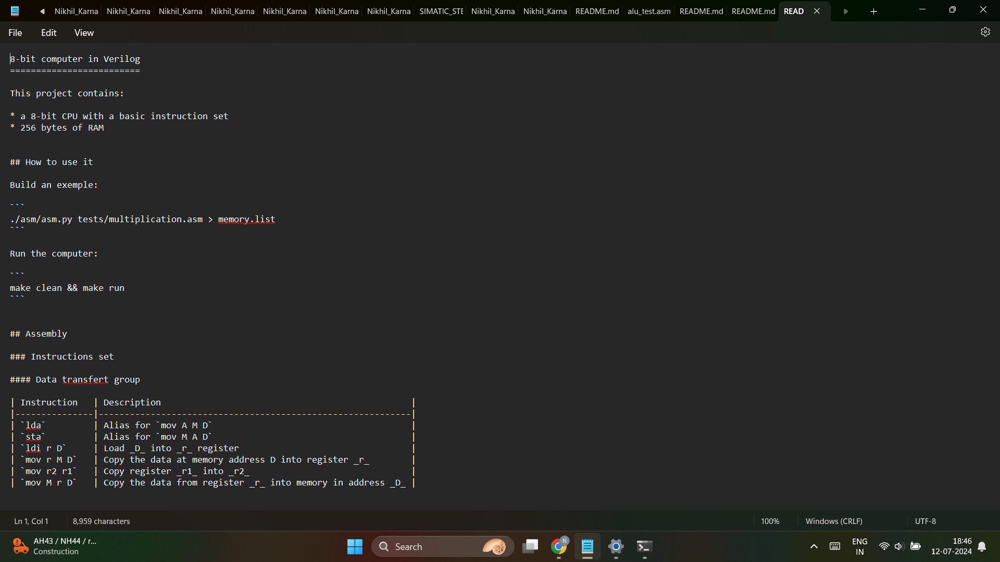 Nikhil_Karna Nikhil_Karna Nikhil_Karna Nikhil_Karna Nikhil_Karna Nikhil_Karna Nikhil_Karna SIMATIC_STE Nikhil_Karna Nikhil_Karna README.md alu_test.asm README.md README.md READ
File Edit View
8-bit computer in Verilog
=========================
This project contains:
* a 8-bit CPU with a basic instruction set
* 256 bytes of RAM
## How to use it
Build an exemple:
```
./asm/asm.py tests/multiplication.asm > memory.list
```
Run the computer:
```
make clean && make run
```
## Assembly
### Instructions set
#### Data transfert group
| Instruction   | Description                                                |
|---------------|------------------------------------------------------------|
| `lda`         | Alias for `mov A M D`                                      |
| `sta`         | Alias for `mov M A D`                                      |
| `ldi r D`     | Load _D_ into _r_ register                                 |
| `mov r M D`   | Copy the data at memory address D into register _r_        |
| `mov r2 r1`   | Copy register _r1_ into _r2_                               |
| `mov M r D`   | Copy the data from register _r_ into memory in address _D_ |
Ln 1, Col 1 8,959 characters 100% Windows (CRLF) UTF-8
AH43 / NH44 / r...
Construction
Search
N
ENG
IN
18:46
12-07-2024